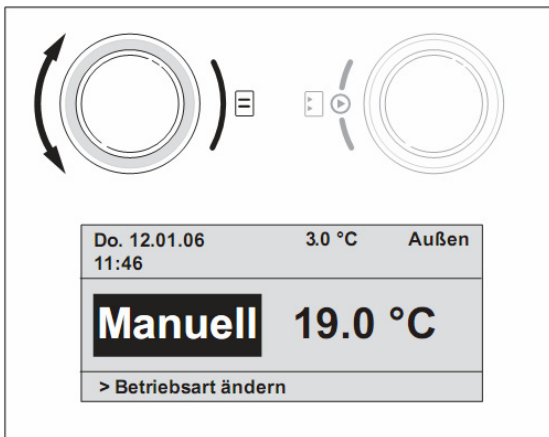 Do. 12.01.06 3.0 °C Außen
11:46
Manuell 19.0 °C
> Betriebsart ändern